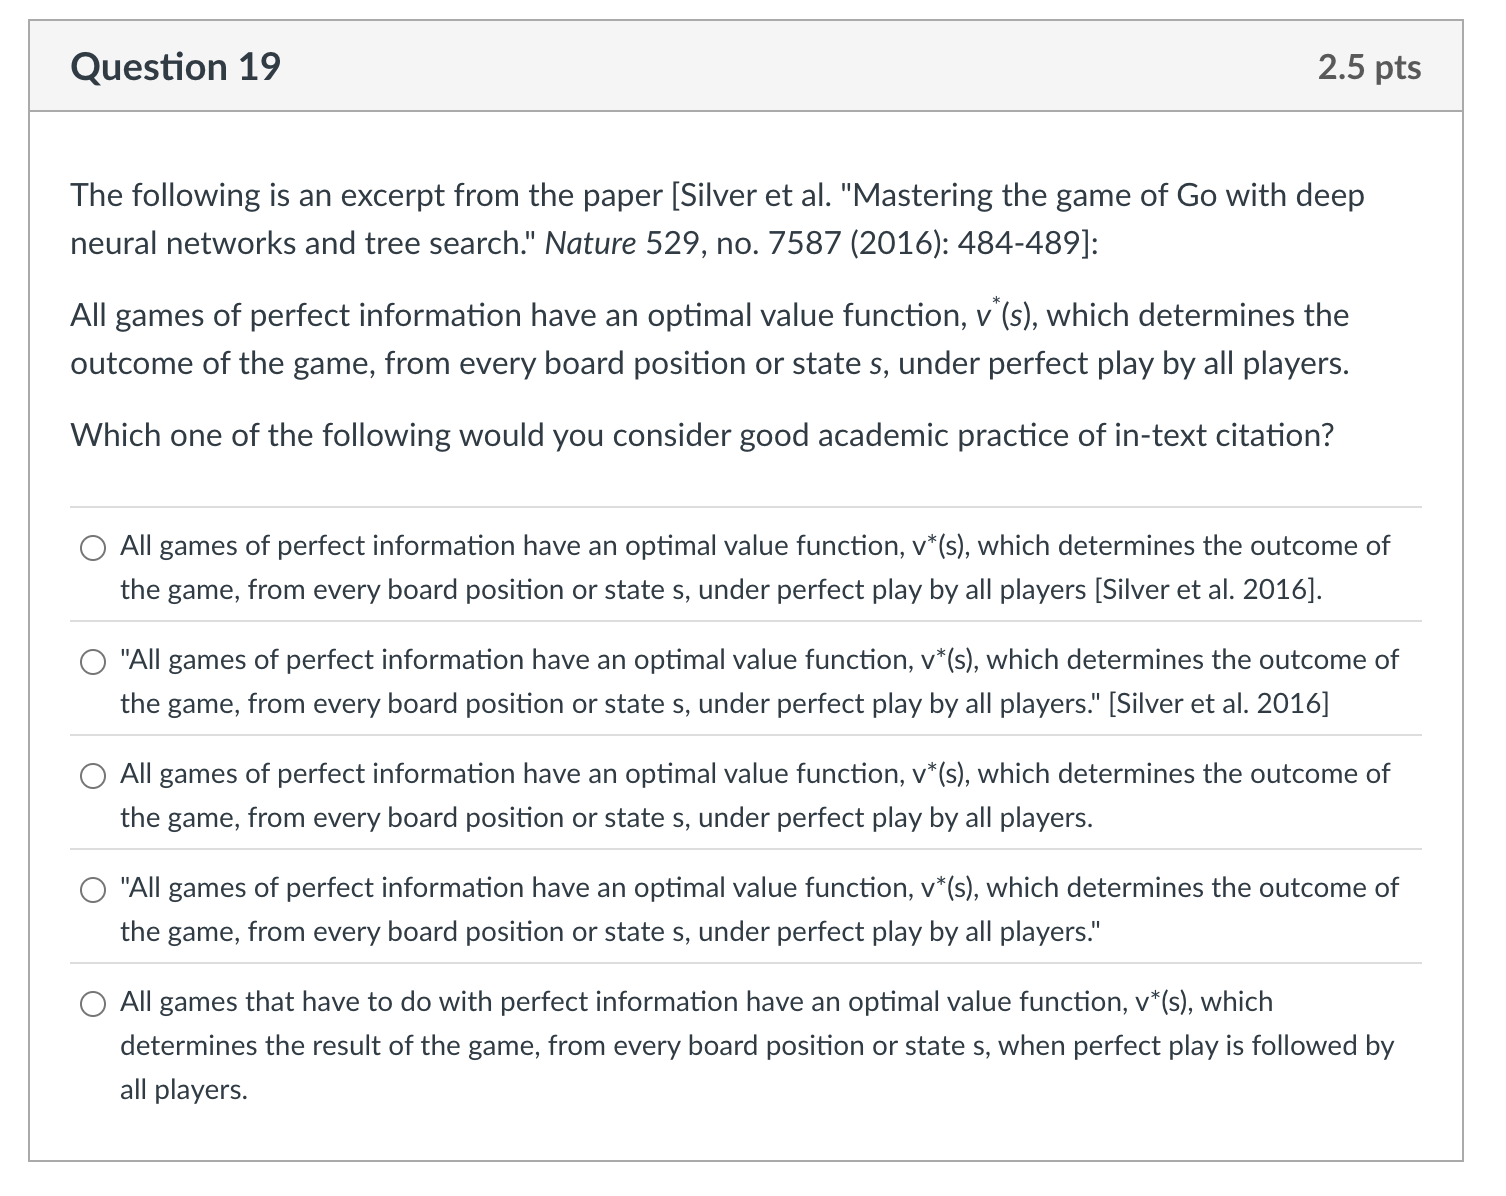 Question 19
2.5 pts
The following is an excerpt from the paper [Silver et al. "Mastering the game of Go with deep
neural networks and tree search." Nature 529, no. 7587 (2016): 484-489]:
All games of perfect information have an optimal value function, v*(s), which determines the
outcome of the game, from every board position or state s, under perfect play by all players.
Which one of the following would you consider good academic practice of in-text citation?
All games of perfect information have an optimal value function, v*(s), which determines the outcome of
the game, from every board position or state s, under perfect play by all players [Silver et al. 2016].
"All games of perfect information have an optimal value function, v*(s), which determines the outcome of
the game, from every board position or state s, under perfect play by all players." [Silver et al. 2016]
All games of perfect information have an optimal value function, v*(s), which determines the outcome of
the game, from every board position or state s, under perfect play by all players.
"All games of perfect information have an optimal value function, v*(s), which determines the outcome of
the game, from every board position or state s, under perfect play by all players."
All games that have to do with perfect information have an optimal value function, v*(s), which
determines the result of the game, from every board position or state s, when perfect play is followed by
all players.